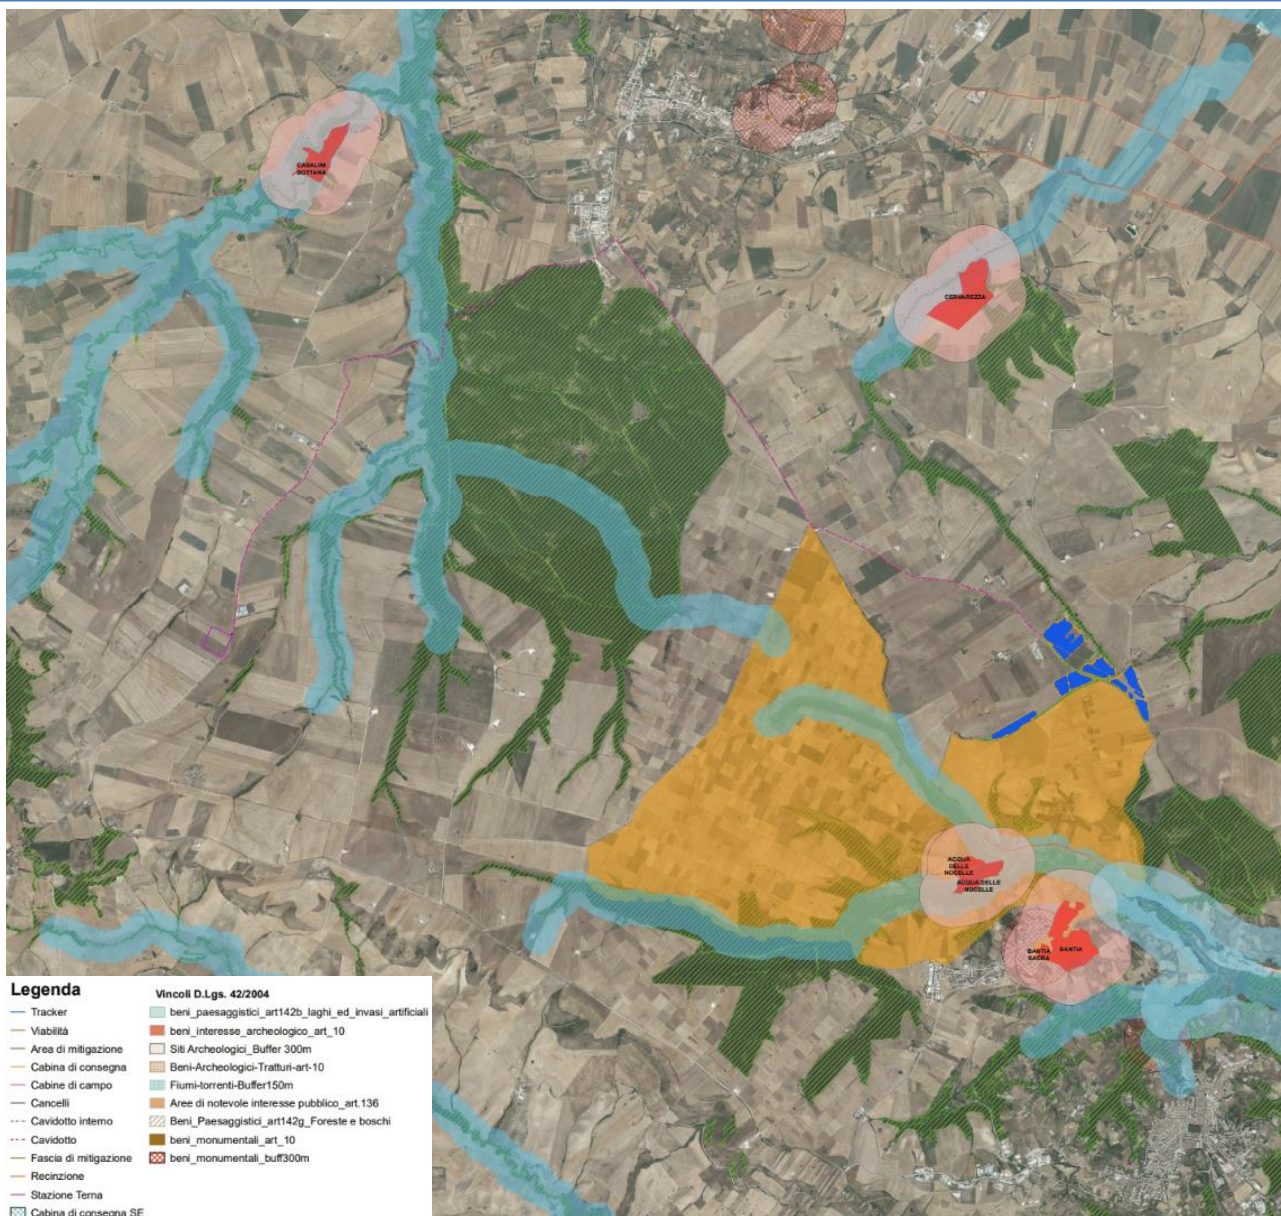 CASALINI
SOTTANA
CERVAREZZA
ACQUA
DELLE
NOCELLE
ACQUA DELLE
NOCELLE
BANTIA
SACRA
BANTIA
Legenda
Tracker
Viabilità
Area di mitigazione
Cabina di consegna
Cabine di campo
Cancelli
Cavidotto interno
Cavidotto
Fascia di mitigazione
Recinzione
Stazione Terna
Cabina di consegna SE
Vincoli D.Lgs. 42/2004
beni_paesaggistici_art142b_laghi_ed_invasi_artificiali
beni_interesse_archeologico_art_10
Siti Archeologici_Buffer 300m
Beni-Archeologici-Tratturi-art-10
Fiumi-torrenti-Buffer150m
Aree di notevole interesse pubblico_art.136
Beni_Paesaggistici_art142g_Foreste e boschi
beni_monumentali_art_10
beni_monumentali_buff300m